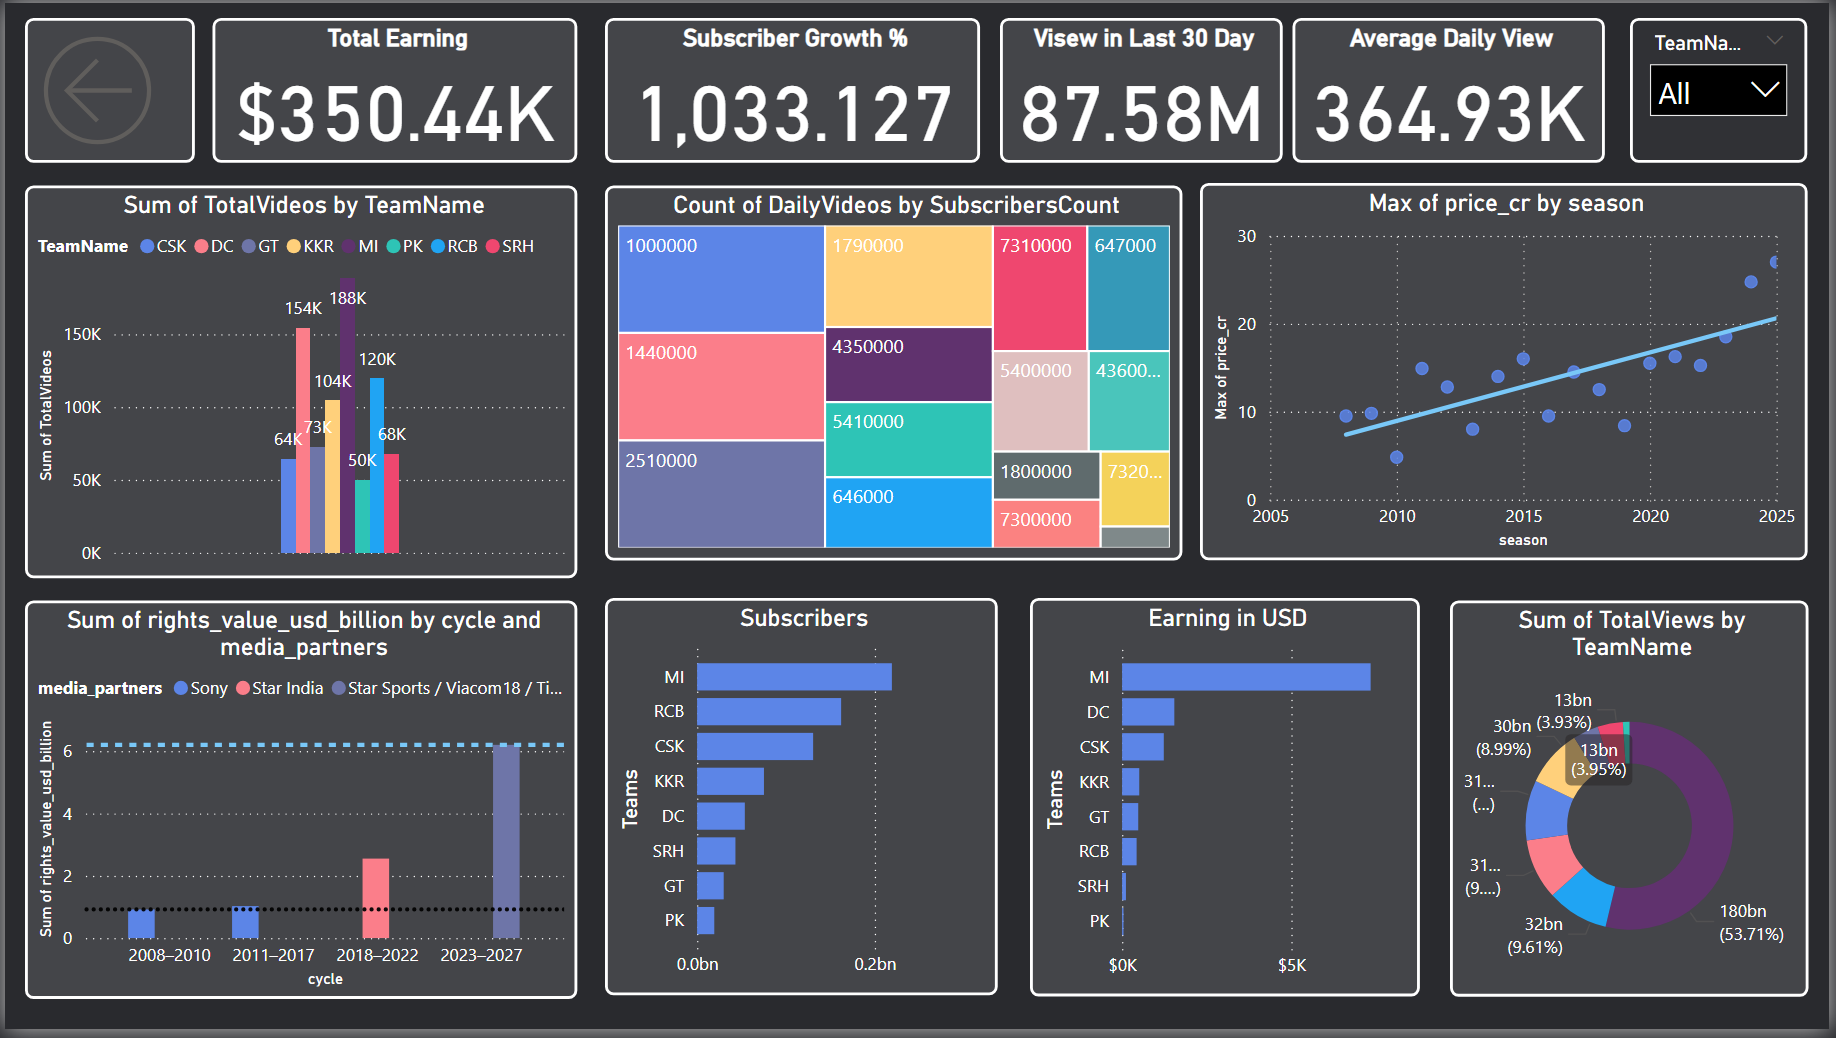 Total Earning
$350.44K
Subscriber Growth %
1,033.127
Visew in Last 30 Day
87.58M
Average Daily View
364.93K
TeamNa...
All
Sum of TotalVideos by TeamName
TeamName CSK DC GT KKR MI PK RCB SRH
Sum of TotalVideos
150K
100K
50K
0K
64K
154K
73K
104K
188K
50K
120K
68K
Count of DailyVideos by SubscribersCount
1000000
1440000
2510000
1790000
4350000
5410000
646000
7310000
647000
5400000
43600...
1800000
7320...
7300000
Max of price_cr by season
Max of price_cr
30
20
10
0
2005 2010 2015 2020 2025
season
Sum of rights_value_usd_billion by cycle and
media_partners
media_partners Sony Star India Star Sports / Viacom18 / Ti...
Sum of rights_value_usd_billion
6
4
2
0
2008–2010 2011–2017 2018–2022 2023–2027
cycle
Subscribers
Teams
MI
RCB
CSK
KKR
DC
SRH
GT
PK
0.0bn 0.2bn
Earning in USD
Teams
MI
DC
CSK
KKR
GT
RCB
SRH
PK
$0K $5K
Sum of TotalViews by
TeamName
13bn
(3.93%)
30bn
(8.99%)
13bn
(3.95%)
31...
(...)
31...
(9....)
32bn
(9.61%)
180bn
(53.71%)